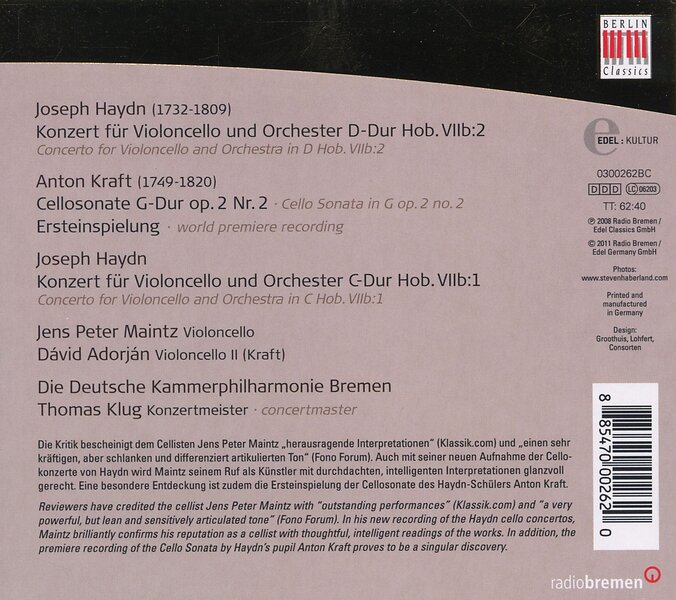 BERLIN
Classics
Joseph Haydn (1732-1809)
Konzert für Violoncello und Orchester D-Dur Hob. VIIb:2
Concerto for Violoncello and Orchestra in D Hob. VIIb:2
Anton Kraft (1749-1820)
Cellosonate G-Dur op. 2 Nr. 2 · Cello Sonata in G op. 2 no. 2
Ersteinspielung · world premiere recording
Joseph Haydn
Konzert für Violoncello und Orchester C-Dur Hob. VIIb:1
Concerto for Violoncello and Orchestra in C Hob. VIIb:1
Jens Peter Maintz Violoncello
Dávid Adorján Violoncello II (Kraft)
Die Deutsche Kammerphilharmonie Bremen
Thomas Klug Konzertmeister · concertmaster
Die Kritik bescheinigt dem Cellisten Jens Peter Maintz „herausragende Interpretationen“ (Klassik.com) und „einen sehr
kräftigen, aber schlanken und differenziert artikulierten Ton“ (Fono Forum). Auch mit seiner neuen Aufnahme der Cello-
konzerte von Haydn wird Maintz seinem Ruf als Künstler mit durchdachten, intelligenten Interpretationen glanzvoll
gerecht. Eine besondere Entdeckung ist zudem die Ersteinspielung der Cellosonate des Haydn-Schülers Anton Kraft.
Reviewers have credited the cellist Jens Peter Maintz with “outstanding performances” (Klassik.com) and “a very
powerful, but lean and sensitively articulated tone” (Fono Forum). In his new recording of the Haydn cello concertos,
Maintz brilliantly confirms his reputation as a cellist with thoughtful, intelligent readings of the works. In addition, the
premiere recording of the Cello Sonata by Haydn's pupil Anton Kraft proves to be a singular discovery.
e EDEL : KULTUR
0300262BC
DDD LC 06203
TT: 62:40
℗ 2008 Radio Bremen /
Edel Classics GmbH
© 2011 Radio Bremen /
Edel Germany GmbH
Photos:
www.stevenhaberland.com
Printed and
manufactured
in Germany
Design:
Groothuis, Lohfert,
Consorten
8 85470 00262 0
radiobremen